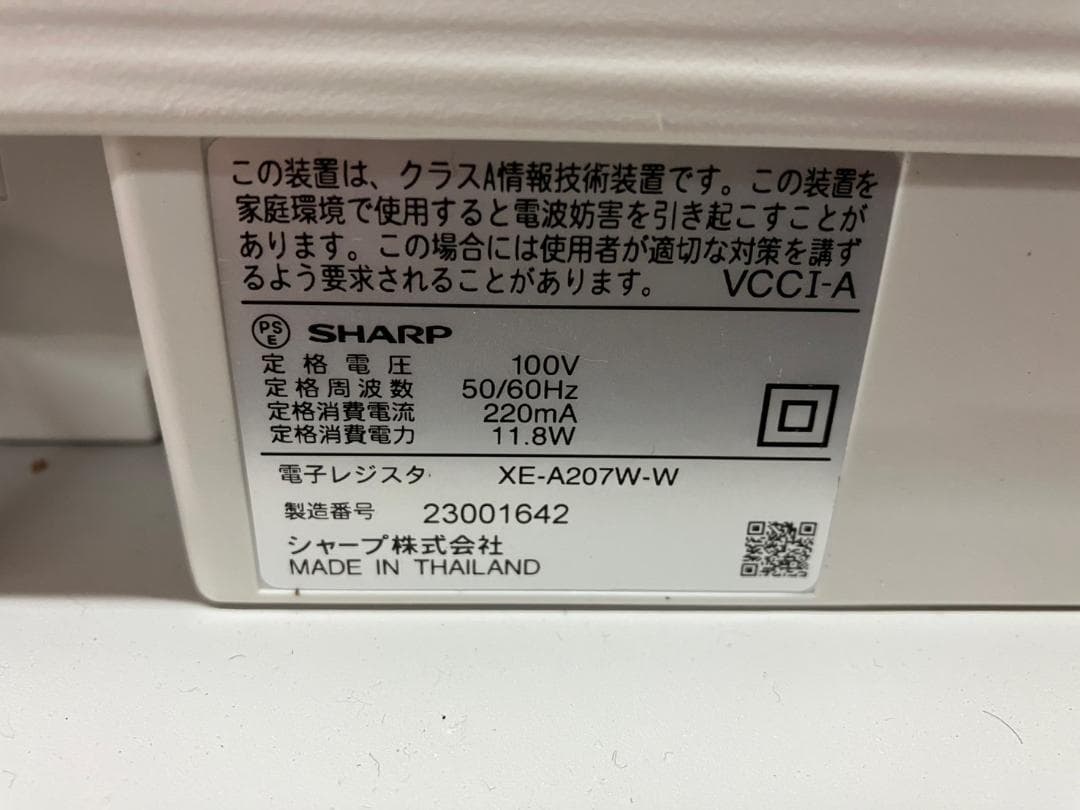 この装置は、クラスA情報技術装置です。この装置を
家庭環境で使用すると電波妨害を引き起こすことが
あります。この場合には使用者が適切な対策を講ず
るよう要求されることがあります。 VCCI-A
PSE SHARP
定格電圧 100V
定格周波数 50/60Hz
定格消費電流 220mA
定格消費電力 11.8W
電子レジスタ XE-A207W-W
製造番号 23001642
シャープ株式会社
MADE IN THAILAND